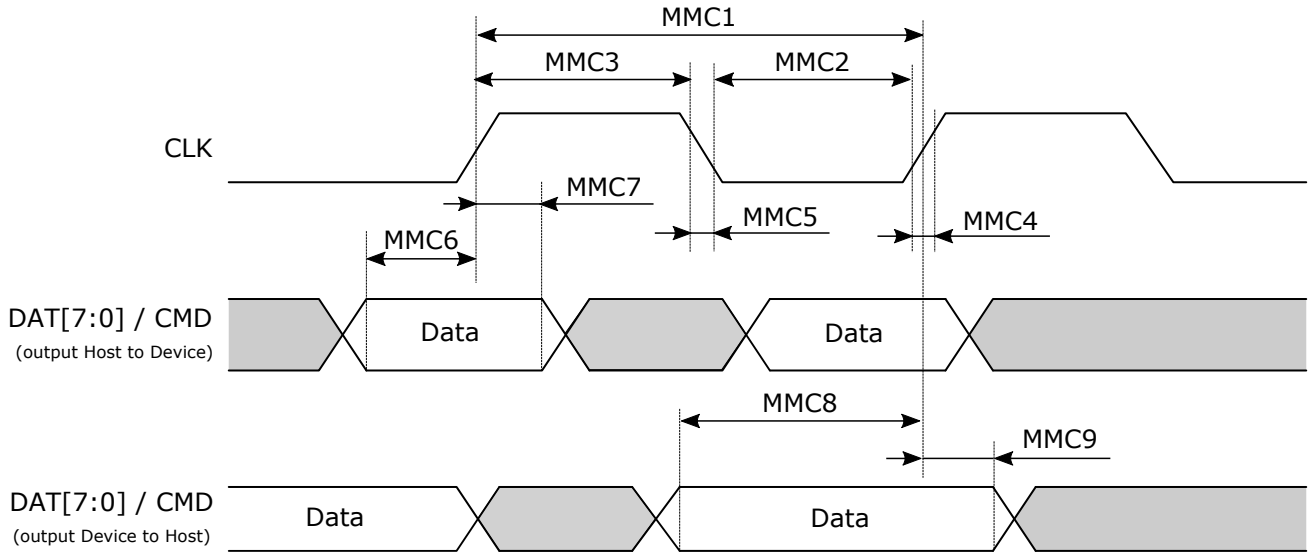 MMC1
MMC3 MMC2
CLK
MMC7
MMC5 MMC4
MMC6
DAT[7:0] / CMD
(output Host to Device)
Data Data
MMC8
MMC9
DAT[7:0] / CMD
(output Device to Host)
Data Data